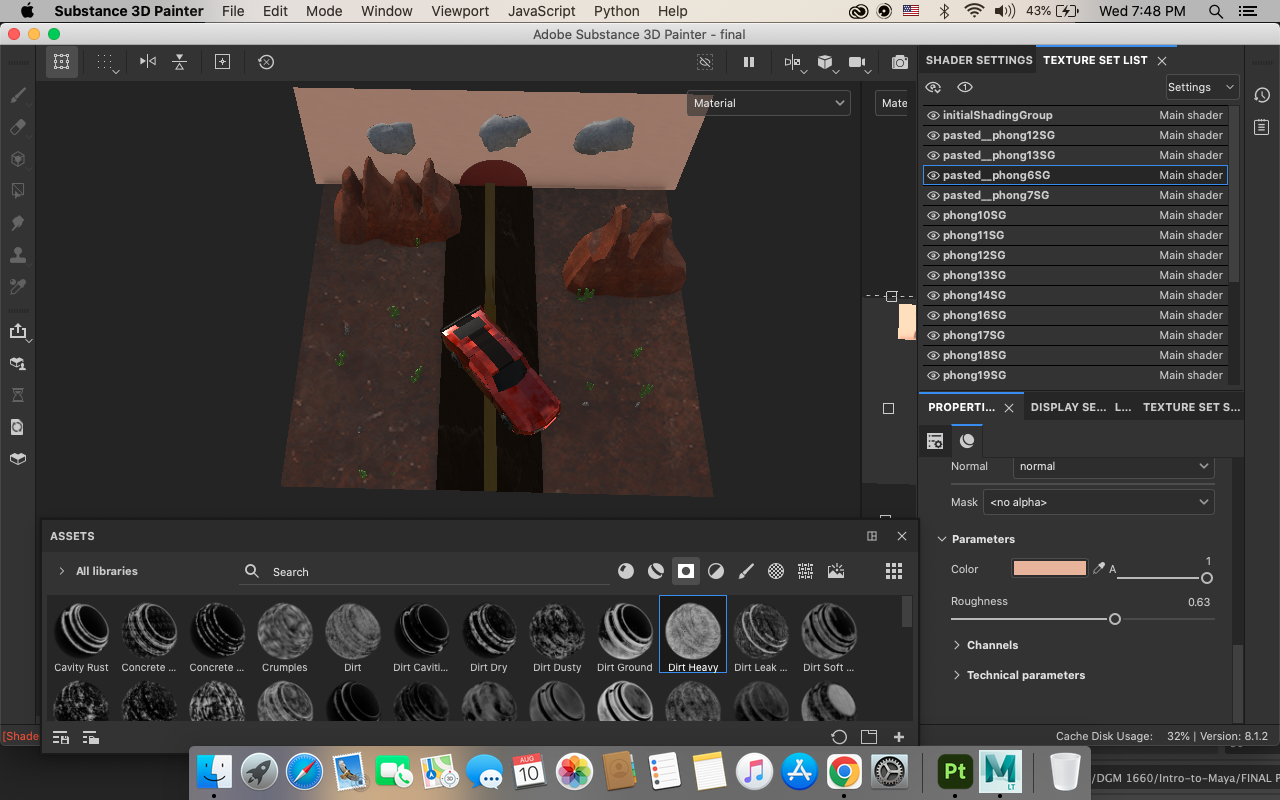 Substance 3D Painter File Edit Mode Window Viewport JavaScript Python Help 43% Wed 7:48 PM
Adobe Substance 3D Painter - final
SHADER SETTINGS TEXTURE SET LIST
1 Settings
Material
Mate
initialShadingGroup Main shader
pasted__phong12SG Main shader
pasted__phong13SG Main shader
pasted__phong6SG Main shader
pasted__phong7SG Main shader
phong10SG Main shader
phong11SG Main shader
phong12SG Main shader
phong13SG Main shader
phong14SG Main shader
phong16SG Main shader
phong17SG Main shader
phong18SG Main shader
phong19SG Main shader
PROPERTI... DISPLAY SE... L... TEXTURE SET S...
Normal normal
Mask <no alpha>
Parameters
Color A 1
Roughness 0.63
Channels
Technical parameters
ASSETS
All libraries Search
Cavity Rust Concrete ... Concrete ... Crumples Dirt Dirt Caviti... Dirt Dry Dirt Dusty Dirt Ground Dirt Heavy Dirt Leak ... Dirt Soft ...
[Shade
Cache Disk Usage: 32% | Version: 8.1.2
AUG
10
Pt
M
LT
/DGM 1660/Intro-to-Maya/FINAL P